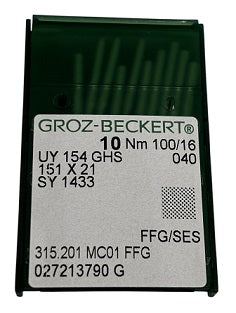 GROZ-BECKERT®
10 Nm 100/16
UY 154 GHS 040
151 X 21
SY 1433
FFG/SES
315.201 MC01 FFG
027213790 G